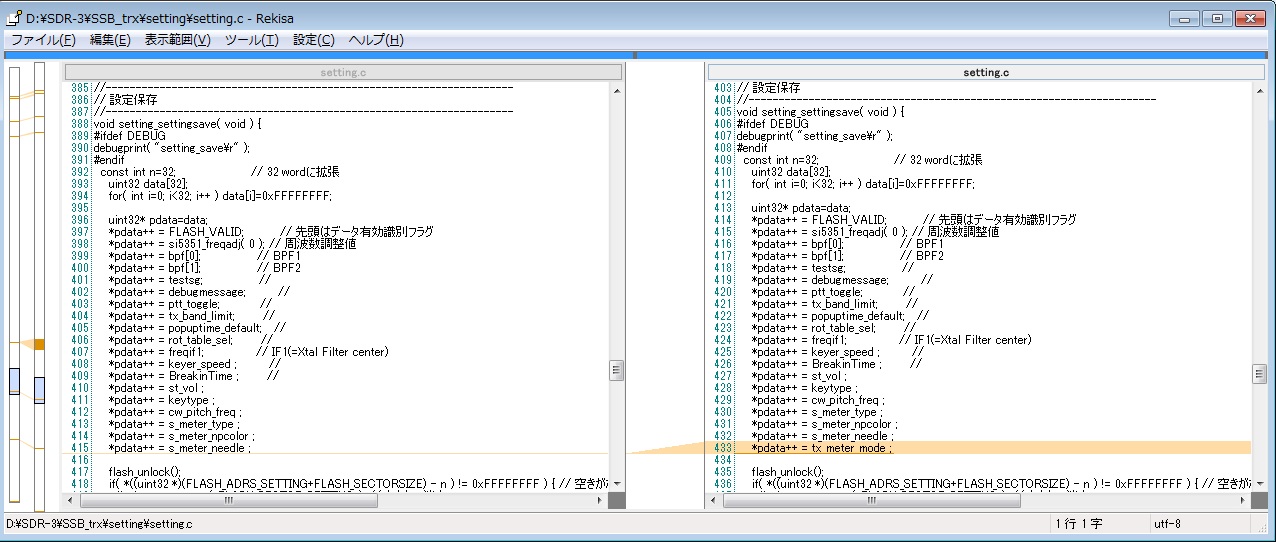 D:¥SDR-3¥SSB_trx¥setting¥setting.c - Rekisa
ファイル(F) 編集(E) 表示範囲(V) ツール(T) 設定(C) ヘルプ(H)
setting.c
385 //----------------------------------------------------------------------
386 // 設定保存
387 //----------------------------------------------------------------------
388 void setting_settingsave( void ) {
389 #ifdef DEBUG
390 debugprint( "setting_save¥r" );
391 #endif
392 const int n=32; // 32 wordに拡張
393 uint32 data[32];
394 for( int i=0; i<32; i++ ) data[i]=0xFFFFFFFF;
395
396 uint32* pdata=data;
397 *pdata++ = FLASH_VALID; // 先頭はデータ有効識別フラグ
398 *pdata++ = si5351_freqadj( 0 ); // 周波数調整値
399 *pdata++ = bpf[0]; // BPF1
400 *pdata++ = bpf[1]; // BPF2
401 *pdata++ = testsg; //
402 *pdata++ = debugmessage; //
403 *pdata++ = ptt_toggle; //
404 *pdata++ = tx_band_limit; //
405 *pdata++ = popuptime_default; //
406 *pdata++ = rot_table_sel; //
407 *pdata++ = freqif1; // IF1(=Xtal Filter center)
408 *pdata++ = keyer_speed ; //
409 *pdata++ = BreakinTime ; //
410 *pdata++ = st_vol ;
411 *pdata++ = keytype ;
412 *pdata++ = cw_pitch_freq ;
413 *pdata++ = s_meter_type ;
414 *pdata++ = s_meter_npcolor ;
415 *pdata++ = s_meter_needle ;
416
417 flash_unlock();
418 if( *((uint32 *)(FLASH_ADRS_SETTING+FLASH_SECTORSIZE) - n ) != 0xFFFFFFFF ) { // 空きが
setting.c
403 // 設定保存
404 //----------------------------------------------------------------------
405 void setting_settingsave( void ) {
406 #ifdef DEBUG
407 debugprint( "setting_save¥r" );
408 #endif
409 const int n=32; // 32 wordに拡張
410 uint32 data[32];
411 for( int i=0; i<32; i++ ) data[i]=0xFFFFFFFF;
412
413 uint32* pdata=data;
414 *pdata++ = FLASH_VALID; // 先頭はデータ有効識別フラグ
415 *pdata++ = si5351_freqadj( 0 ); // 周波数調整値
416 *pdata++ = bpf[0]; // BPF1
417 *pdata++ = bpf[1]; // BPF2
418 *pdata++ = testsg; //
419 *pdata++ = debugmessage; //
420 *pdata++ = ptt_toggle; //
421 *pdata++ = tx_band_limit; //
422 *pdata++ = popuptime_default; //
423 *pdata++ = rot_table_sel; //
424 *pdata++ = freqif1; // IF1(=Xtal Filter center)
425 *pdata++ = keyer_speed ; //
426 *pdata++ = BreakinTime ; //
427 *pdata++ = st_vol ;
428 *pdata++ = keytype ;
429 *pdata++ = cw_pitch_freq ;
430 *pdata++ = s_meter_type ;
431 *pdata++ = s_meter_npcolor ;
432 *pdata++ = s_meter_needle ;
433 *pdata++ = tx_meter_mode ;
434
435 flash_unlock();
436 if( *((uint32 *)(FLASH_ADRS_SETTING+FLASH_SECTORSIZE) - n ) != 0xFFFFFFFF ) { // 空きが
D:¥SDR-3¥SSB_trx¥setting¥setting.c 1 行 1 字 utf-8